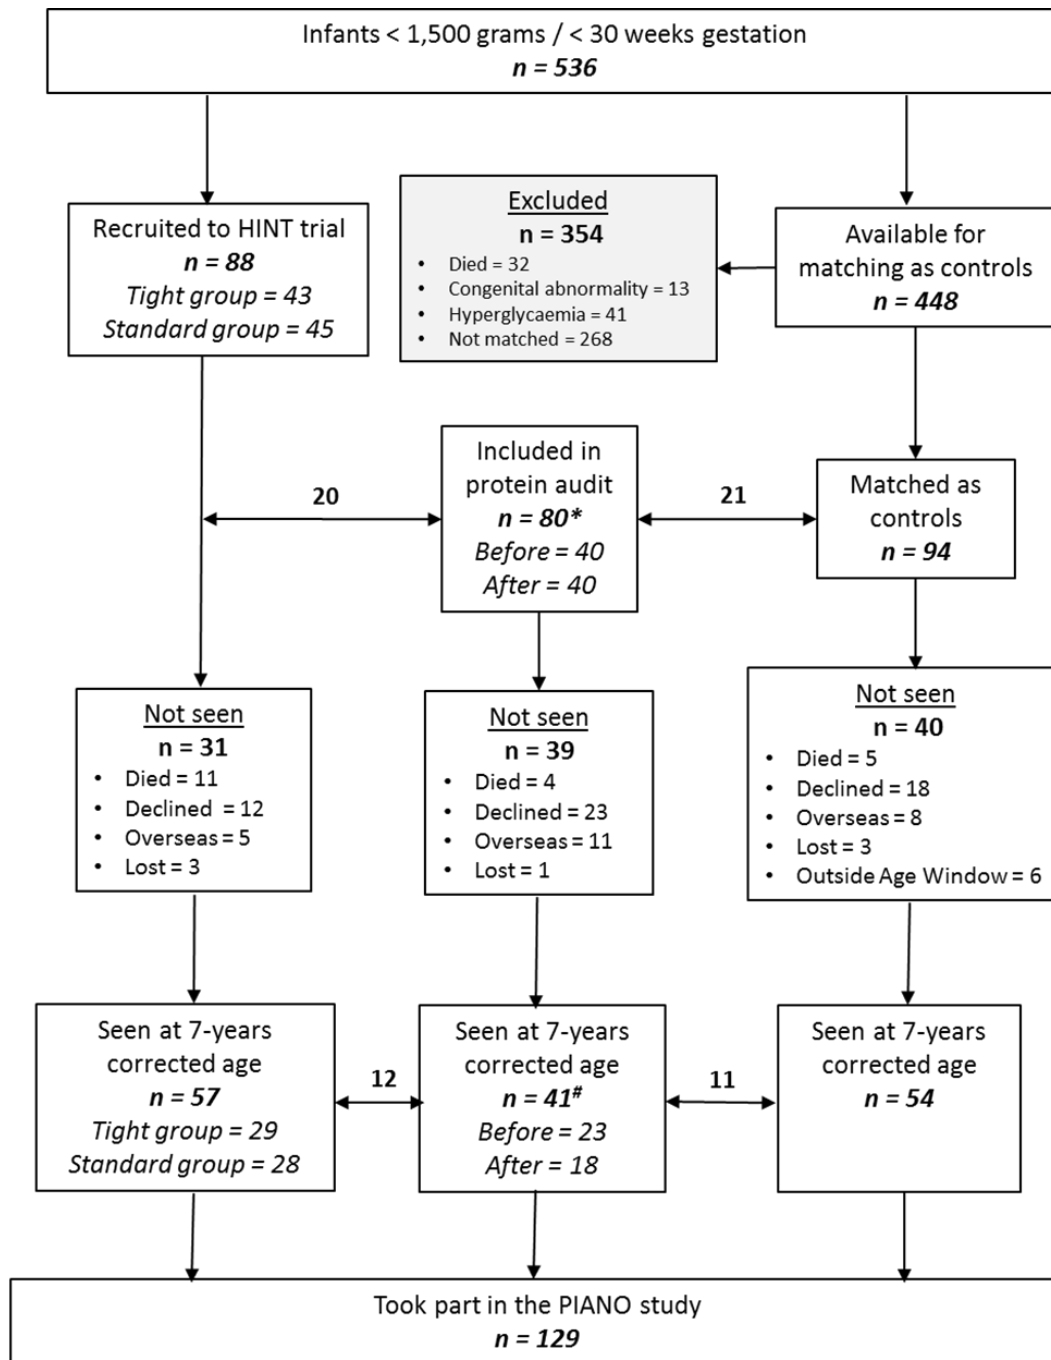 Infants < 1,500 grams / < 30 weeks gestation
n = 536
Recruited to HINT trial
n = 88
Tight group = 43
Standard group = 45
Excluded
n = 354
• Died = 32
• Congenital abnormality = 13
• Hyperglycaemia = 41
• Not matched = 268
Available for
matching as controls
n = 448
20
Included in
protein audit
n = 80*
Before = 40
After = 40
21
Matched as
controls
n = 94
Not seen
n = 31
• Died = 11
• Declined = 12
• Overseas = 5
• Lost = 3
Not seen
n = 39
• Died = 4
• Declined = 23
• Overseas = 11
• Lost = 1
Not seen
n = 40
• Died = 5
• Declined = 18
• Overseas = 8
• Lost = 3
• Outside Age Window = 6
Seen at 7-years
corrected age
n = 57
Tight group = 29
Standard group = 28
12
Seen at 7-years
corrected age
n = 41#
Before = 23
After = 18
11
Seen at 7-years
corrected age
n = 54
Took part in the PIANO study
n = 129